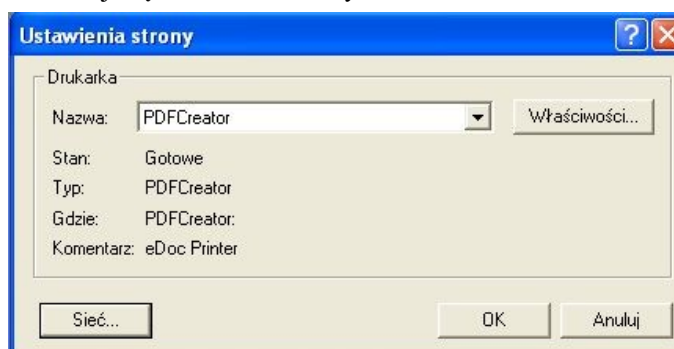 Ustawienia strony
Drukarka
Nazwa: PDFCreator Właściwości...
Stan: Gotowe
Typ: PDFCreator
Gdzie: PDFCreator:
Komentarz: eDoc Printer
Sieć... OK Anuluj